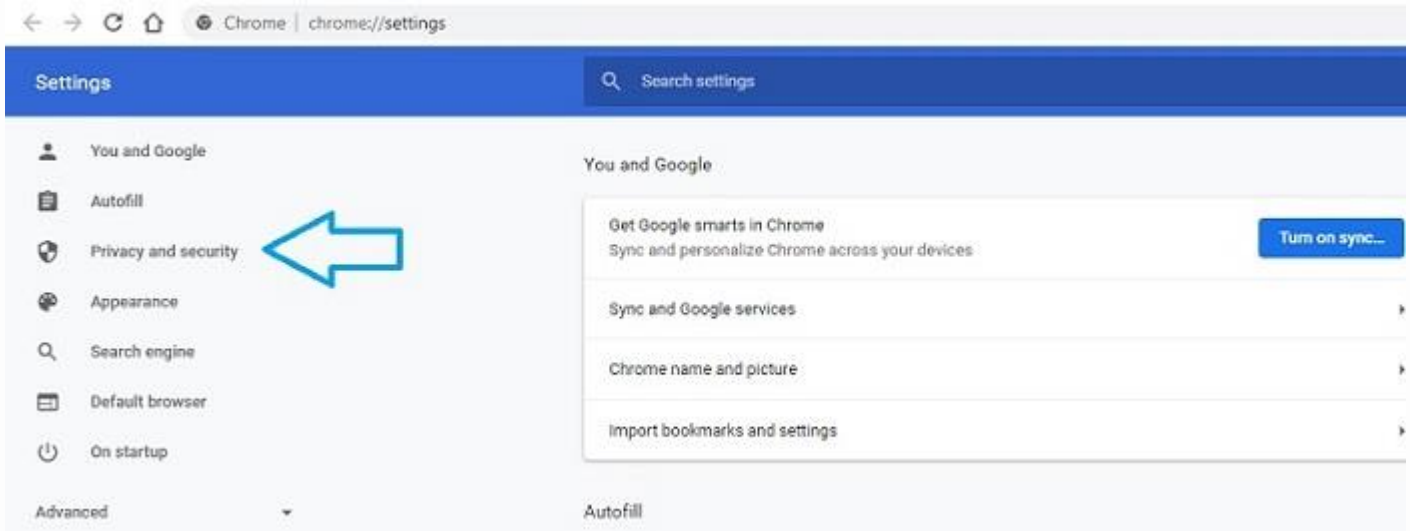 Chrome | chrome://settings
Settings
Search settings
You and Google
Autofill
Privacy and security
Appearance
Search engine
Default browser
On startup
Advanced
You and Google
Get Google smarts in Chrome
Sync and personalize Chrome across your devices
Turn on sync...
Sync and Google services
Chrome name and picture
Import bookmarks and settings
Autofill